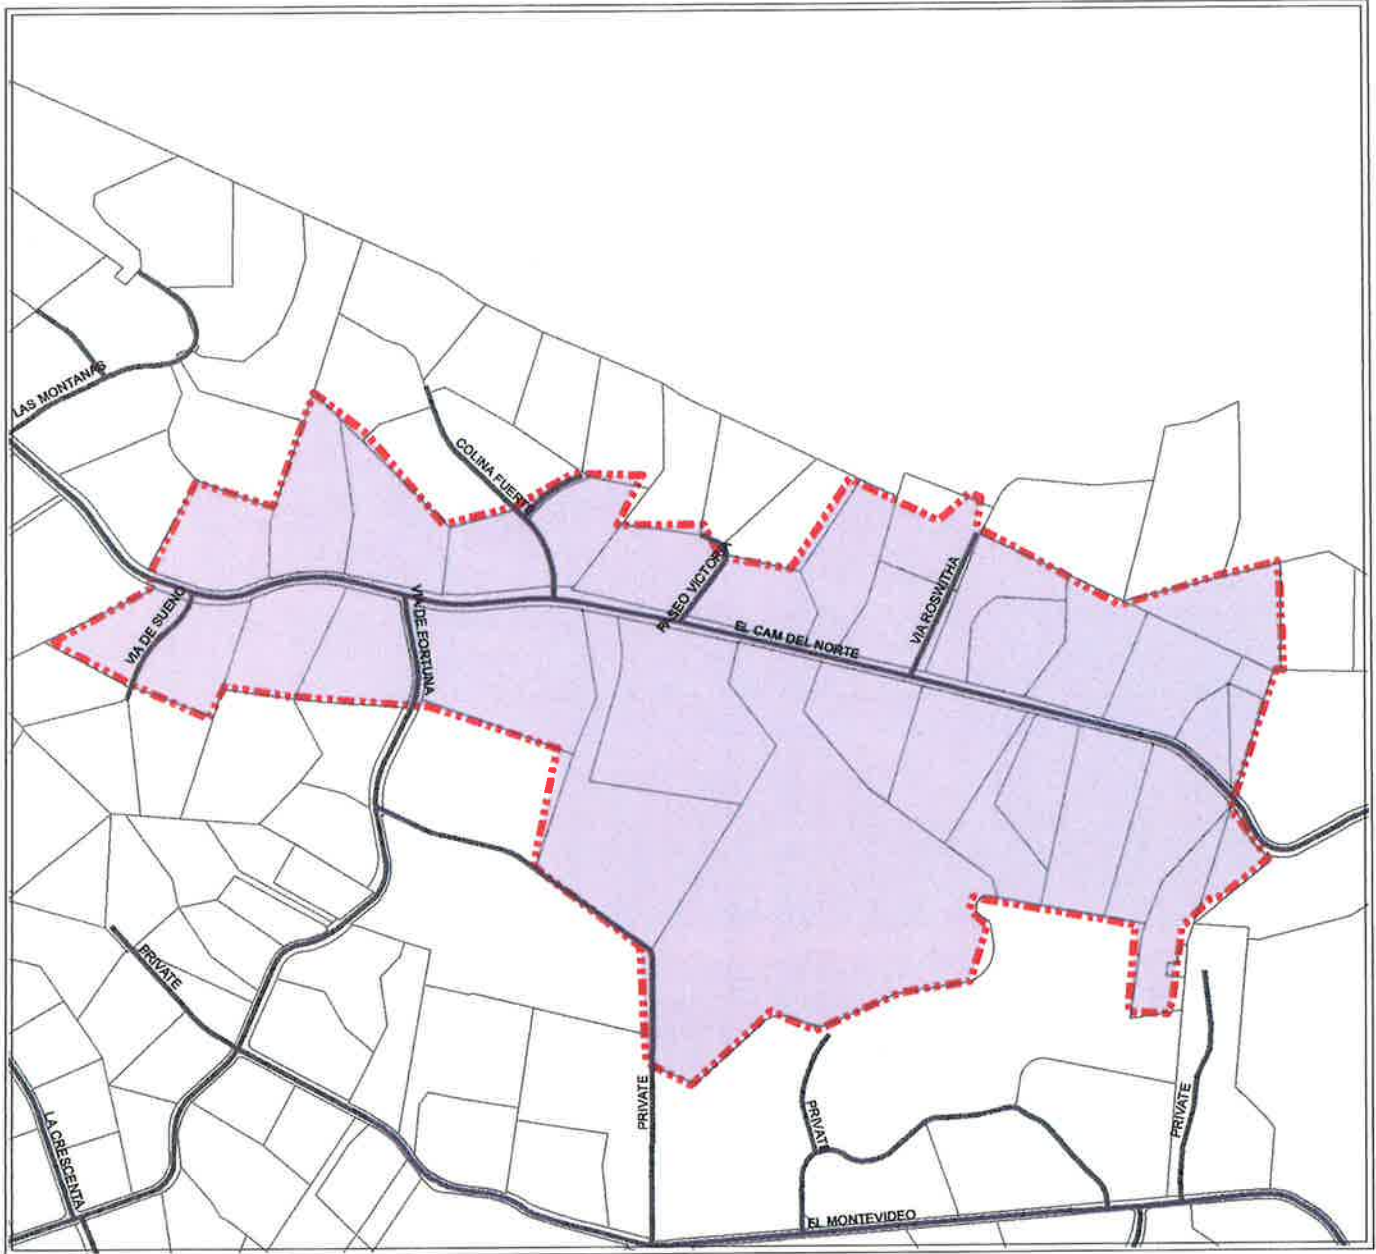 LAS MONTANAS
COLINA FUERTE
PASEO VICTORIA
VIA ROSWITHA
VIA DE SUENO
VIA DE FORTUNA
EL CAM DEL NORTE
PRIVATE
PRIVATE
PRIVATE
PRIVATE
LA CRESCENTA
EL MONTEVIDEO